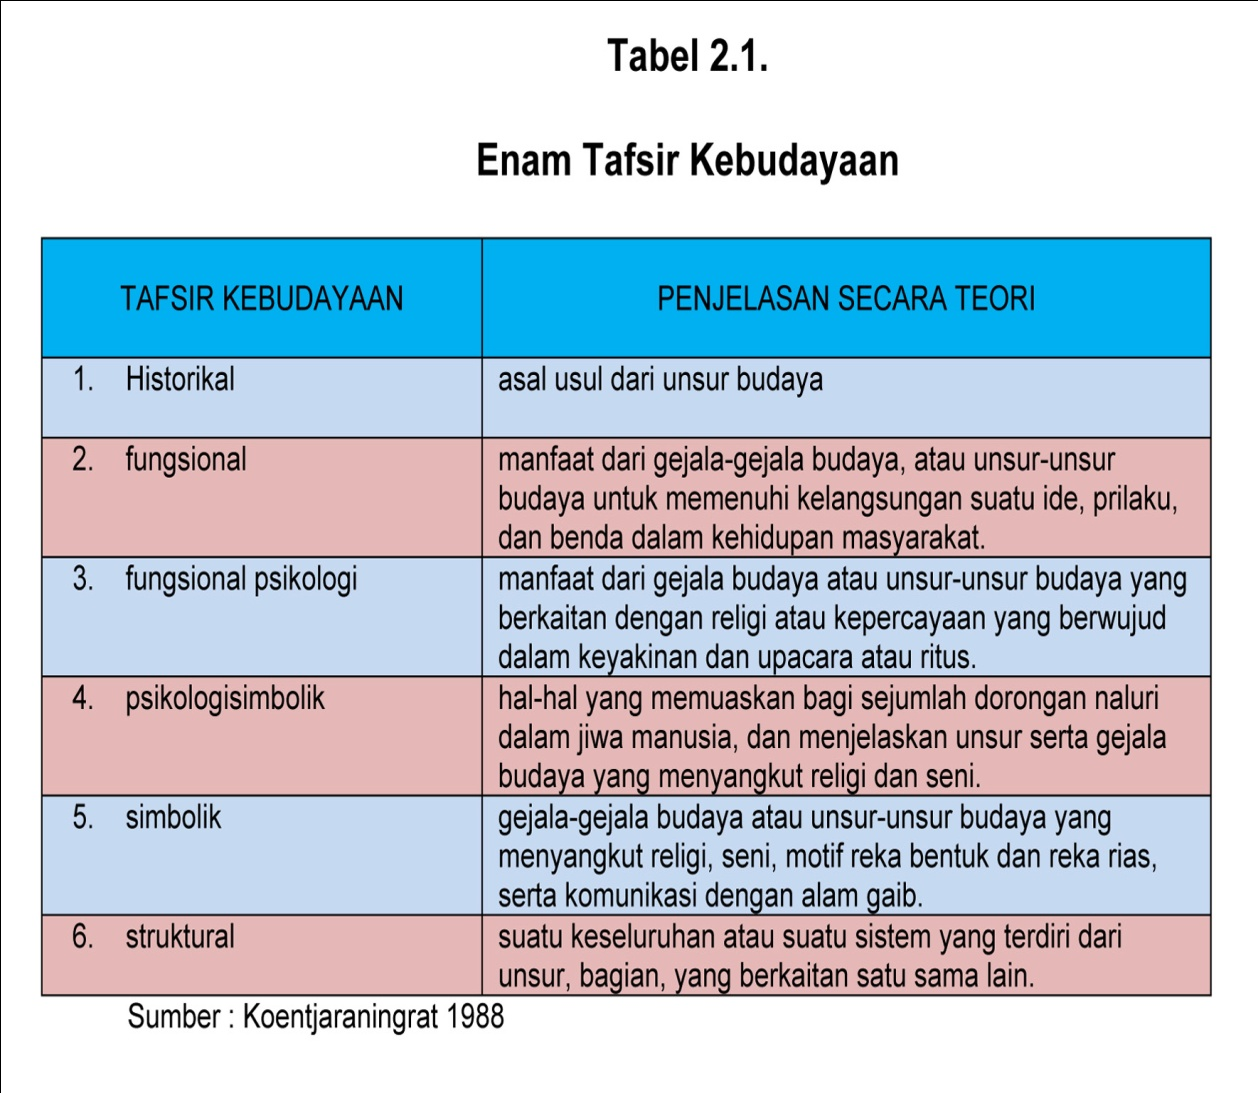 Tabel 2.1.
Enam Tafsir Kebudayaan
TAFSIR KEBUDAYAAN
PENJELASAN SECARA TEORI
1. Historikal
asal usul dari unsur budaya
2. fungsional
manfaat dari gejala-gejala budaya, atau unsur-unsur
budaya untuk memenuhi kelangsungan suatu ide, prilaku,
dan benda dalam kehidupan masyarakat.
3. fungsional psikologi
manfaat dari gejala budaya atau unsur-unsur budaya yang
berkaitan dengan religi atau kepercayaan yang berwujud
dalam keyakinan dan upacara atau ritus.
4. psikologisimbolik
hal-hal yang memuaskan bagi sejumlah dorongan naluri
dalam jiwa manusia, dan menjelaskan unsur serta gejala
budaya yang menyangkut religi dan seni.
5. simbolik
gejala-gejala budaya atau unsur-unsur budaya yang
menyangkut religi, seni, motif reka bentuk dan reka rias,
serta komunikasi dengan alam gaib.
6. struktural
suatu keseluruhan atau suatu sistem yang terdiri dari
unsur, bagian, yang berkaitan satu sama lain.
Sumber : Koentjaraningrat 1988